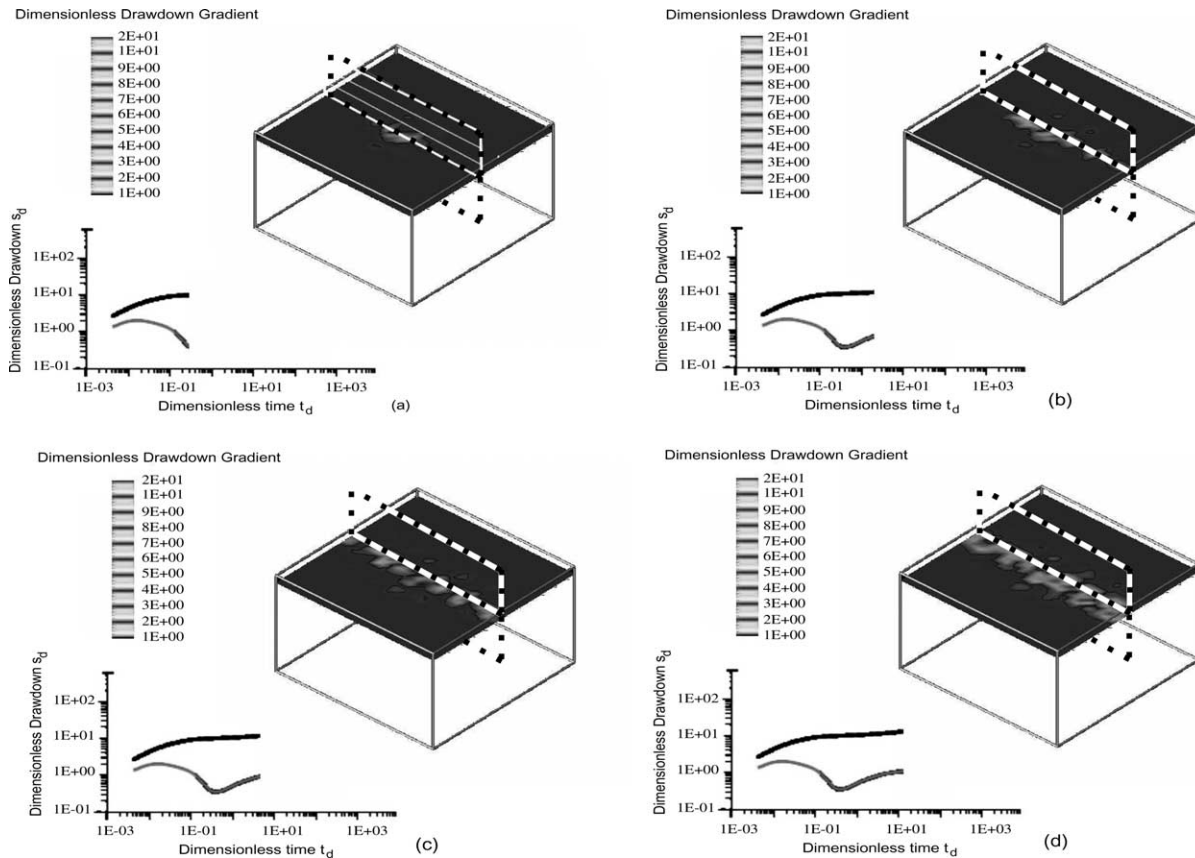 Dimensionless Drawdown Gradient
2E+01
1E+01
9E+00
8E+00
7E+00
6E+00
5E+00
4E+00
3E+00
2E+00
1E+00
Dimensionless Drawdown s_d
1E+02
1E+01
1E+00
1E-01
1E-03
1E-01
1E+01
1E+03
Dimensionless time t_d
(a)
Dimensionless Drawdown Gradient
2E+01
1E+01
9E+00
8E+00
7E+00
6E+00
5E+00
4E+00
3E+00
2E+00
1E+00
Dimensionless Drawdown s_d
1E+02
1E+01
1E+00
1E-01
1E-03
1E-01
1E+01
1E+03
Dimensionless time t_d
(b)
Dimensionless Drawdown Gradient
2E+01
1E+01
9E+00
8E+00
7E+00
6E+00
5E+00
4E+00
3E+00
2E+00
1E+00
Dimensionless Drawdown s_d
1E+02
1E+01
1E+00
1E-01
1E-03
1E-01
1E+01
1E+03
Dimensionless time t_d
(c)
Dimensionless Drawdown Gradient
2E+01
1E+01
9E+00
8E+00
7E+00
6E+00
5E+00
4E+00
3E+00
2E+00
1E+00
Dimensionless Drawdown s_d
1E+02
1E+01
1E+00
1E-01
1E-03
1E-01
1E+01
1E+03
Dimensionless time t_d
(d)